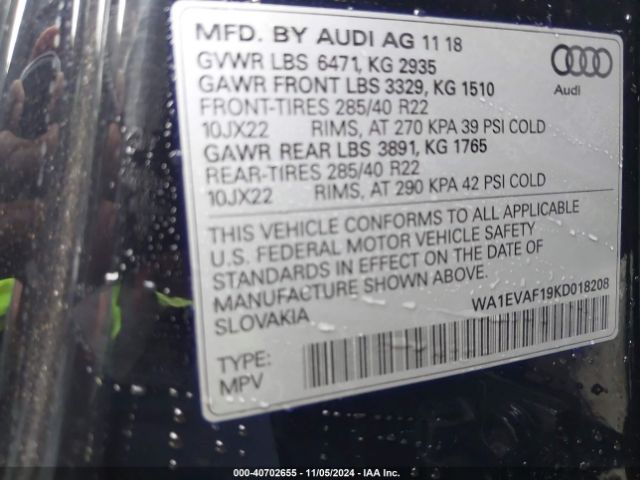 MFD. BY AUDI AG 11 18
GVWR LBS 6471, KG 2935
GAWR FRONT LBS 3329, KG 1510
FRONT-TIRES 285/40 R22
10JX22 RIMS, AT 270 KPA 39 PSI COLD
GAWR REAR LBS 3891, KG 1765
REAR-TIRES 285/40 R22
10JX22 RIMS, AT 290 KPA 42 PSI COLD
Audi
THIS VEHICLE CONFORMS TO ALL APPLICABLE
U.S. FEDERAL MOTOR VEHICLE SAFETY
STANDARDS IN EFFECT ON THE DATE OF
MANUFACTURE SHOWN ABOVE.
SLOVAKIA
WA1EVAF19KD018208
TYPE:
MPV
000-40702655 - 11/05/2024 - IAA Inc.